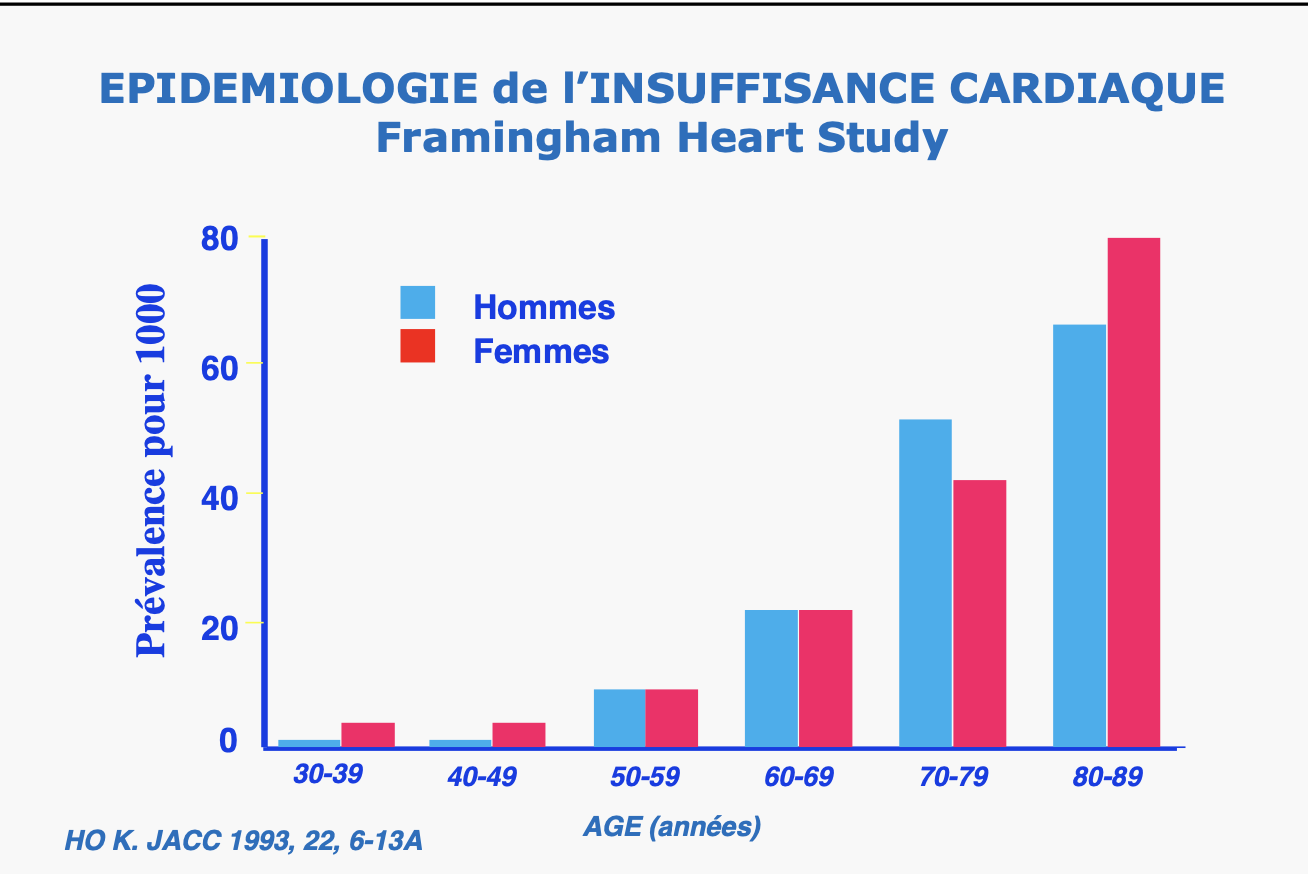 EPIDEMIOLOGIE de l’INSUFFISANCE CARDIAQUE
Framingham Heart Study
Prévalence pour 1000
80
60
40
20
0
Hommes
Femmes
30-39
40-49
50-59
60-69
70-79
80-89
AGE (années)
HO K. JACC 1993, 22, 6-13A